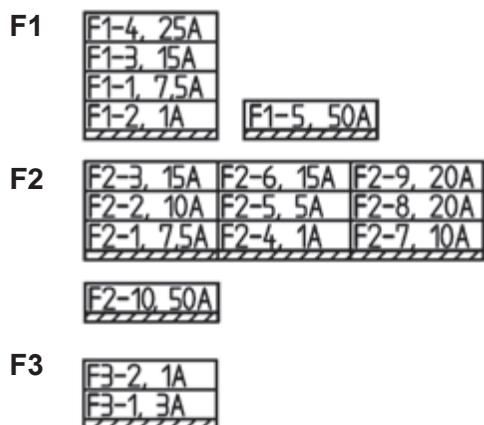 F1
F1-4, 25A
F1-3, 15A
F1-1, 7,5A
F1-2, 1A
F1-5, 50A
F2
F2-3, 15A F2-6, 15A F2-9, 20A
F2-2, 10A F2-5, 5A F2-8, 20A
F2-1, 7,5A F2-4, 1A F2-7, 10A
F2-10, 50A
F3
F3-2, 1A
F3-1, 3A